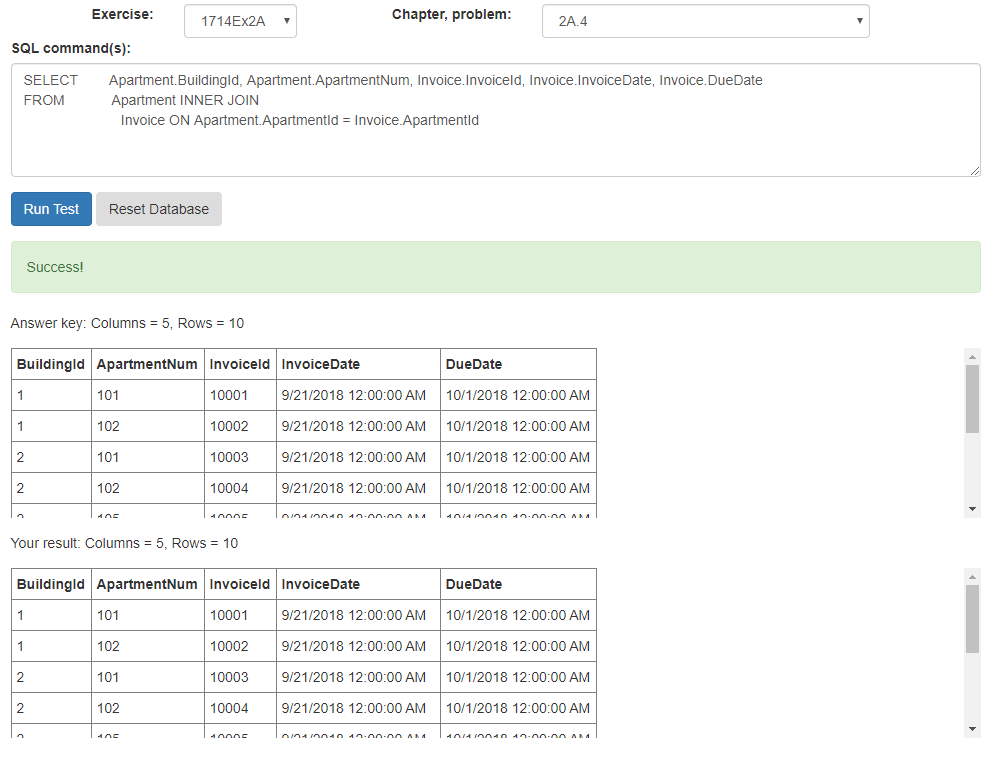 Exercise: 1714Ex2A Chapter, problem: 2A.4
SQL command(s):
SELECT Apartment.BuildingId, Apartment.ApartmentNum, Invoice.InvoiceId, Invoice.InvoiceDate, Invoice.DueDate
FROM Apartment INNER JOIN
Invoice ON Apartment.ApartmentId = Invoice.ApartmentId
Run Test Reset Database
Success!
Answer key: Columns = 5, Rows = 10
BuildingId ApartmentNum InvoiceId InvoiceDate DueDate
1 101 10001 9/21/2018 12:00:00 AM 10/1/2018 12:00:00 AM
1 102 10002 9/21/2018 12:00:00 AM 10/1/2018 12:00:00 AM
2 101 10003 9/21/2018 12:00:00 AM 10/1/2018 12:00:00 AM
2 102 10004 9/21/2018 12:00:00 AM 10/1/2018 12:00:00 AM
Your result: Columns = 5, Rows = 10
BuildingId ApartmentNum InvoiceId InvoiceDate DueDate
1 101 10001 9/21/2018 12:00:00 AM 10/1/2018 12:00:00 AM
1 102 10002 9/21/2018 12:00:00 AM 10/1/2018 12:00:00 AM
2 101 10003 9/21/2018 12:00:00 AM 10/1/2018 12:00:00 AM
2 102 10004 9/21/2018 12:00:00 AM 10/1/2018 12:00:00 AM